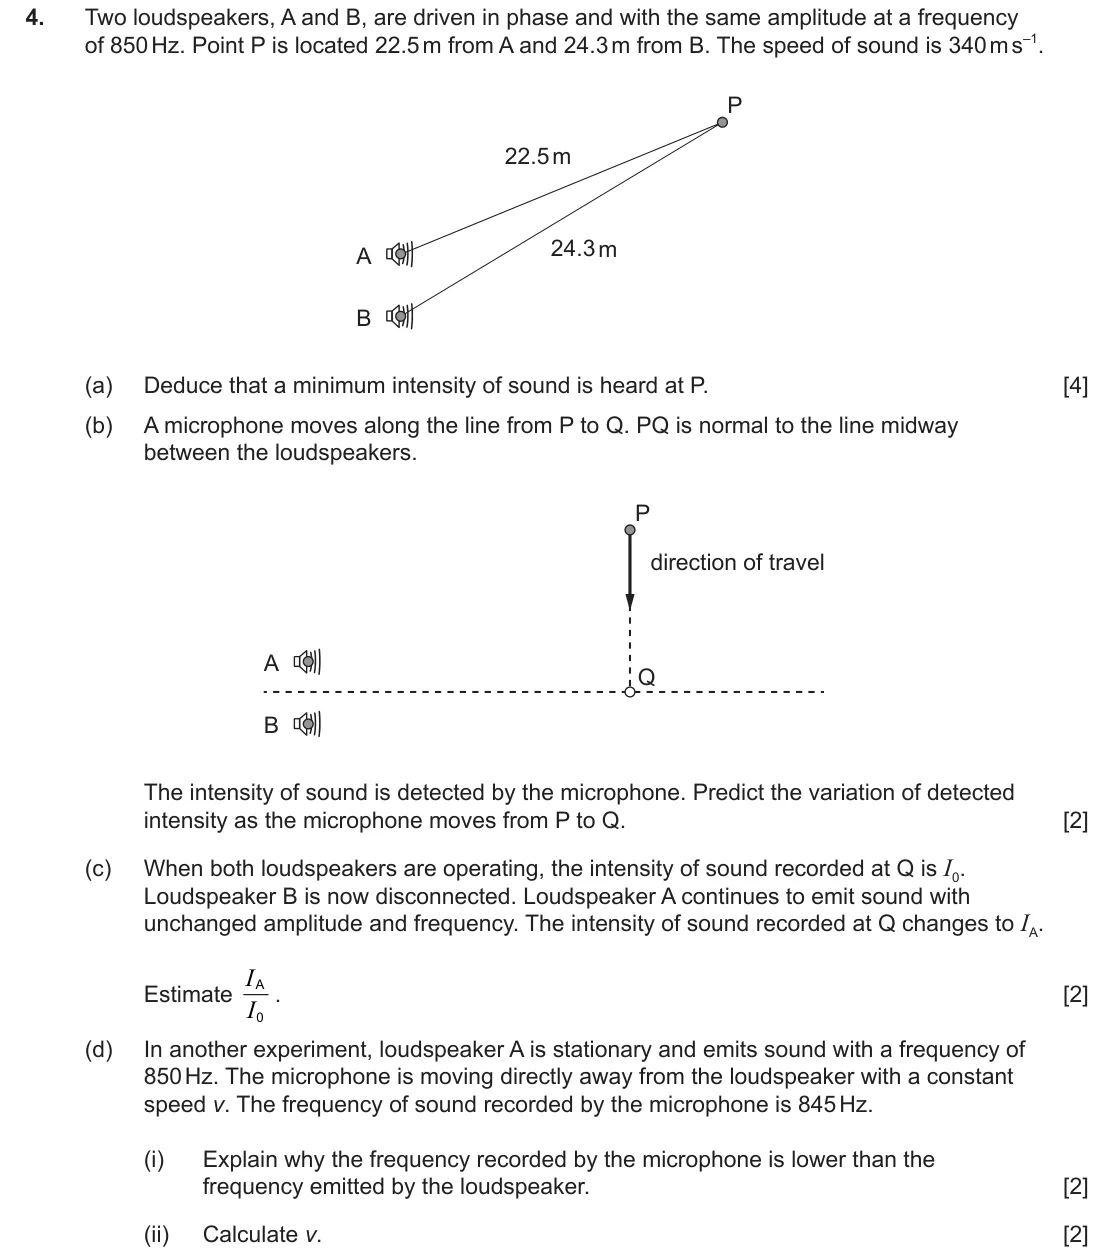 4. Two loudspeakers, A and B, are driven in phase and with the same amplitude at a frequency
of 850 Hz. Point P is located 22.5 m from A and 24.3 m from B. The speed of sound is 340 m s⁻¹.
P
22.5 m
A
24.3 m
B
(a) Deduce that a minimum intensity of sound is heard at P. [4]
(b) A microphone moves along the line from P to Q. PQ is normal to the line midway
between the loudspeakers.
P
direction of travel
A
Q
B
The intensity of sound is detected by the microphone. Predict the variation of detected
intensity as the microphone moves from P to Q. [2]
(c) When both loudspeakers are operating, the intensity of sound recorded at Q is I₀.
Loudspeaker B is now disconnected. Loudspeaker A continues to emit sound with
unchanged amplitude and frequency. The intensity of sound recorded at Q changes to I_A.
Estimate I_A / I₀ . [2]
(d) In another experiment, loudspeaker A is stationary and emits sound with a frequency of
850 Hz. The microphone is moving directly away from the loudspeaker with a constant
speed v. The frequency of sound recorded by the microphone is 845 Hz.
(i) Explain why the frequency recorded by the microphone is lower than the
frequency emitted by the loudspeaker. [2]
(ii) Calculate v. [2]